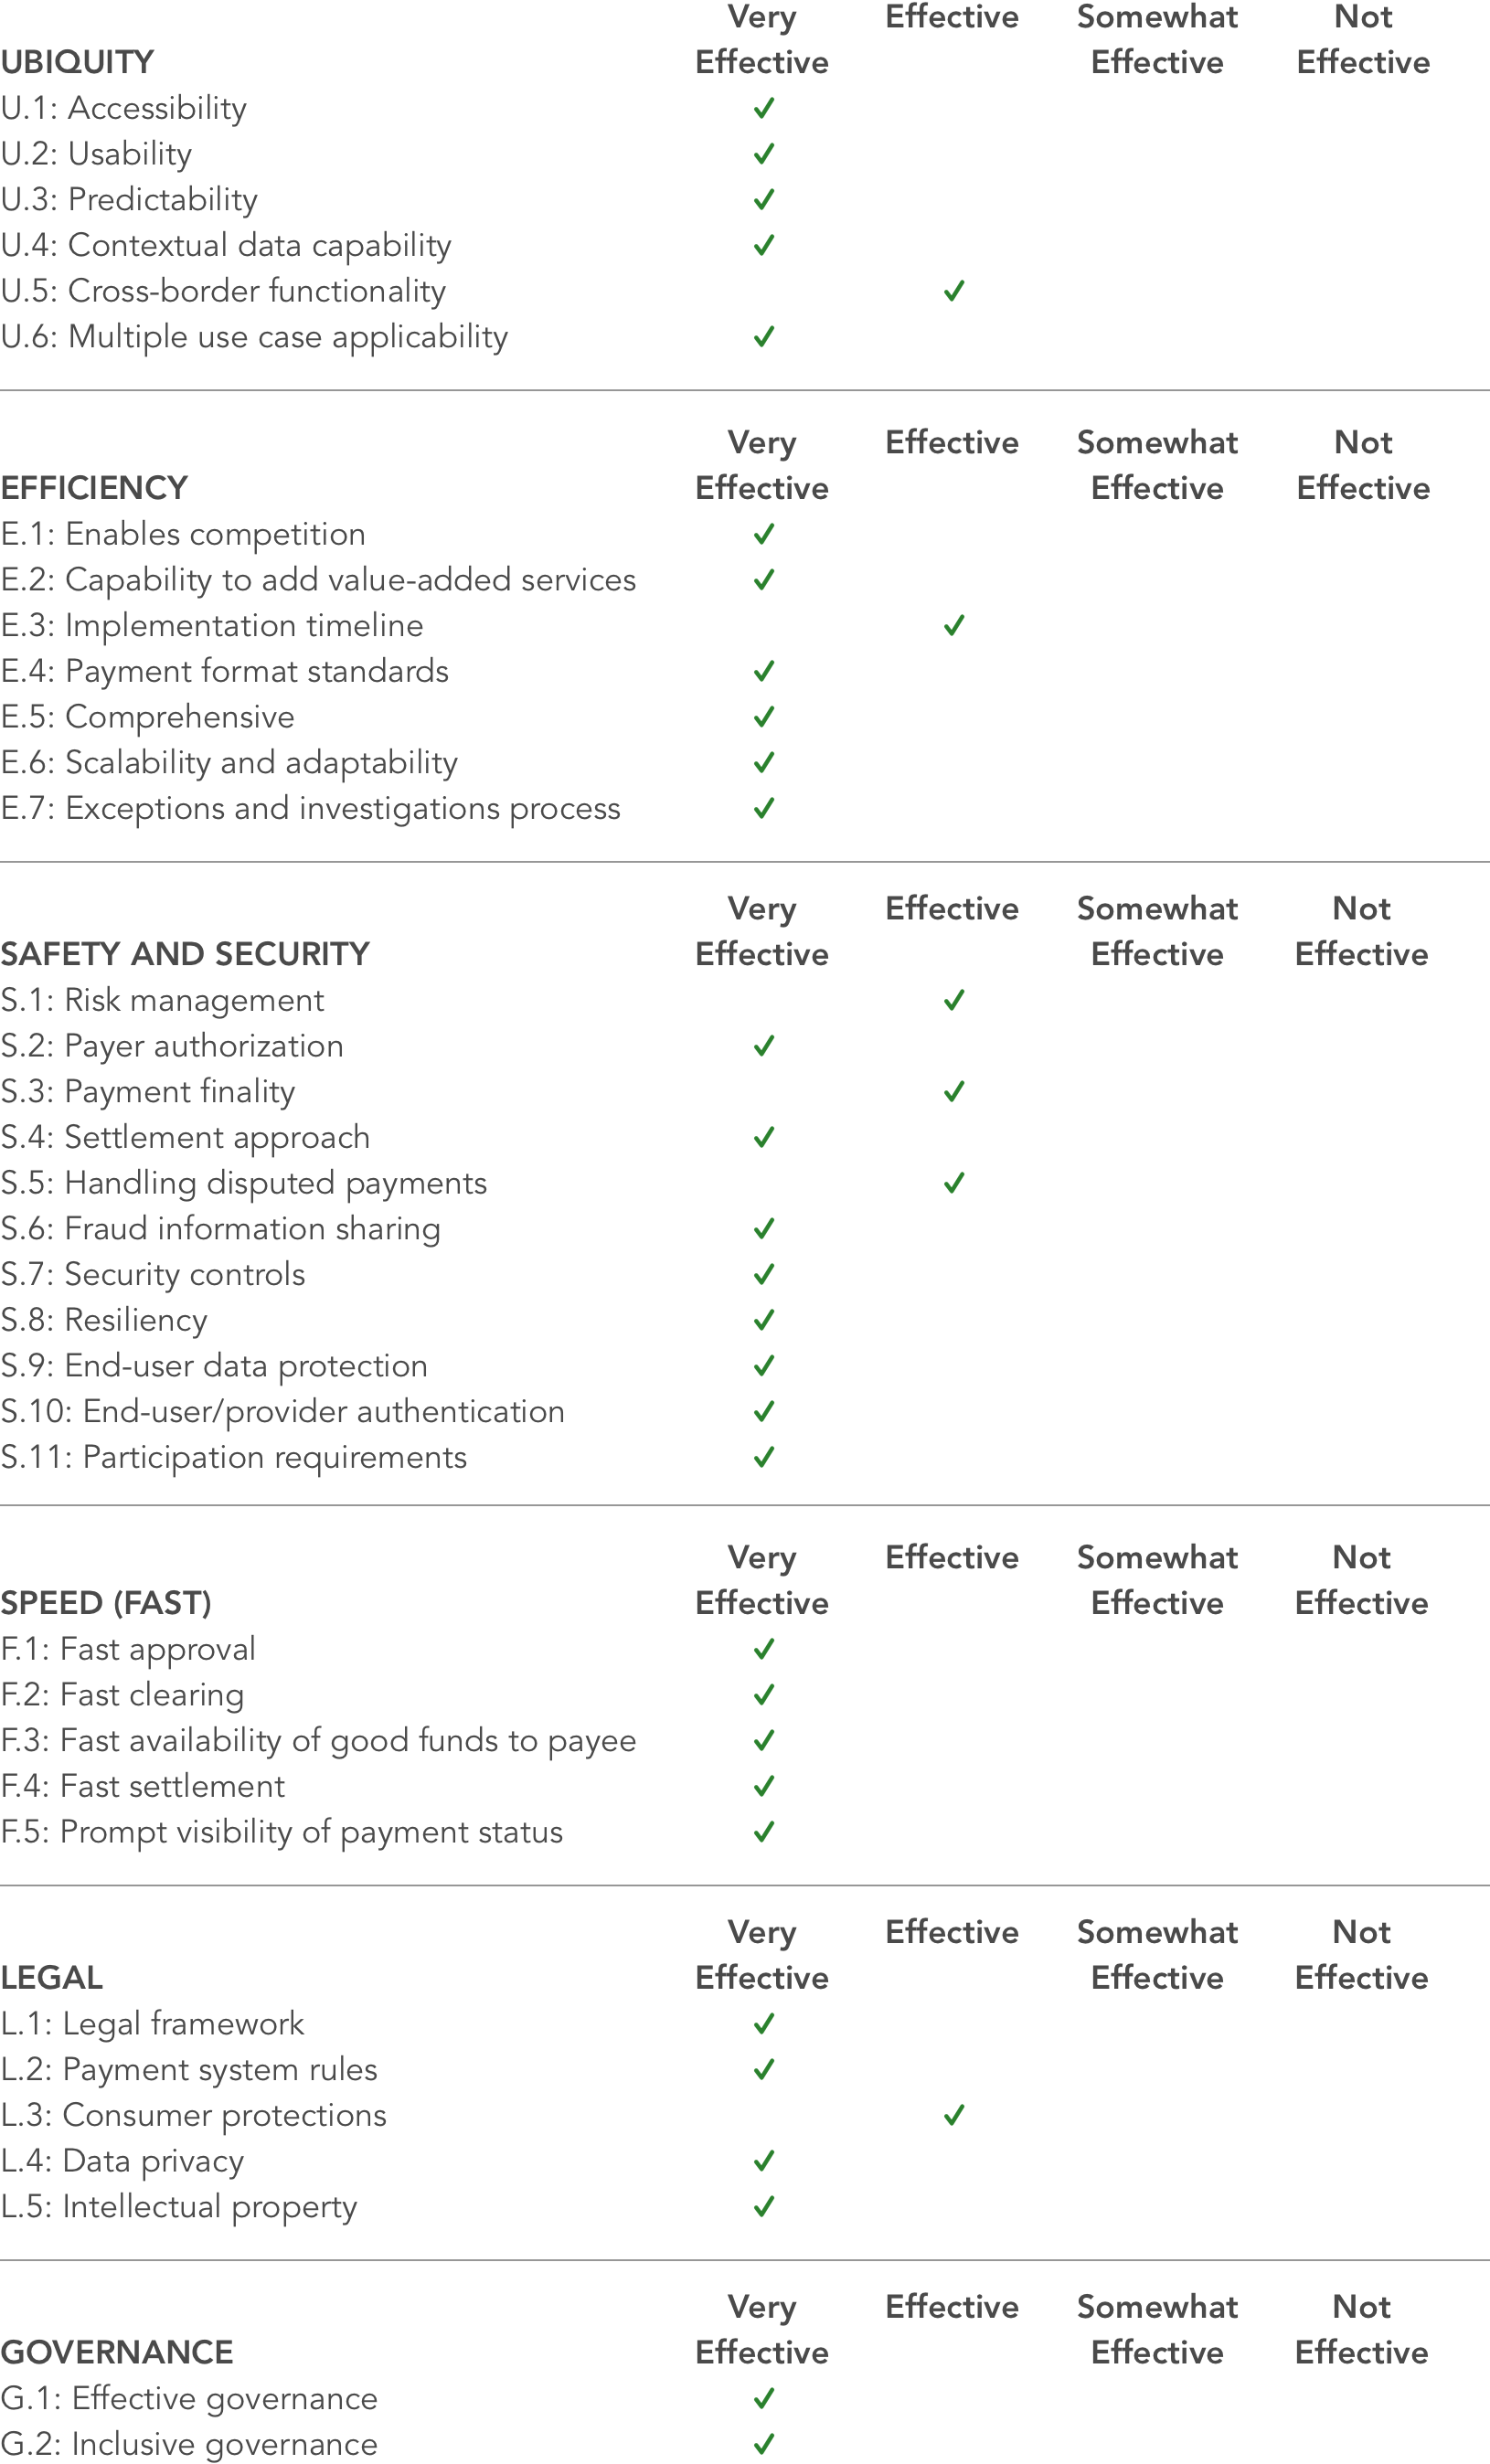 Very Effective Somewhat Not
UBIQUITY Effective Effective Effective
U.1: Accessibility ✓
U.2: Usability ✓
U.3: Predictability ✓
U.4: Contextual data capability ✓
U.5: Cross-border functionality ✓
U.6: Multiple use case applicability ✓
Very Effective Somewhat Not
EFFICIENCY Effective Effective Effective
E.1: Enables competition ✓
E.2: Capability to add value-added services ✓
E.3: Implementation timeline ✓
E.4: Payment format standards ✓
E.5: Comprehensive ✓
E.6: Scalability and adaptability ✓
E.7: Exceptions and investigations process ✓
Very Effective Somewhat Not
SAFETY AND SECURITY Effective Effective Effective
S.1: Risk management ✓
S.2: Payer authorization ✓
S.3: Payment finality ✓
S.4: Settlement approach ✓
S.5: Handling disputed payments ✓
S.6: Fraud information sharing ✓
S.7: Security controls ✓
S.8: Resiliency ✓
S.9: End-user data protection ✓
S.10: End-user/provider authentication ✓
S.11: Participation requirements ✓
Very Effective Somewhat Not
SPEED (FAST) Effective Effective Effective
F.1: Fast approval ✓
F.2: Fast clearing ✓
F.3: Fast availability of good funds to payee ✓
F.4: Fast settlement ✓
F.5: Prompt visibility of payment status ✓
Very Effective Somewhat Not
LEGAL Effective Effective Effective
L.1: Legal framework ✓
L.2: Payment system rules ✓
L.3: Consumer protections ✓
L.4: Data privacy ✓
L.5: Intellectual property ✓
Very Effective Somewhat Not
GOVERNANCE Effective Effective Effective
G.1: Effective governance ✓
G.2: Inclusive governance ✓